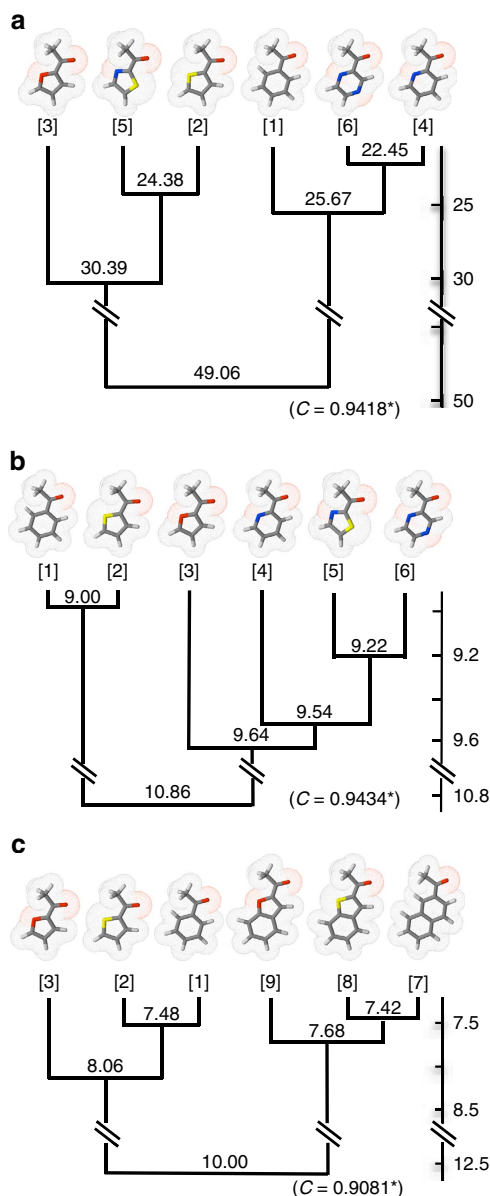 a
[3] [5] [2] [1] [6] [4]
22.45
24.38
25.67
25
30.39
30
49.06
50
(C = 0.9418*)
b
[1] [2] [3] [4] [5] [6]
9.00
9.22
9.2
9.54
9.64
9.6
10.86
(C = 0.9434*)
10.8
c
[3] [2] [1] [9] [8] [7]
7.42
7.48
7.68
7.5
8.06
8.5
10.00
12.5
(C = 0.9081*)